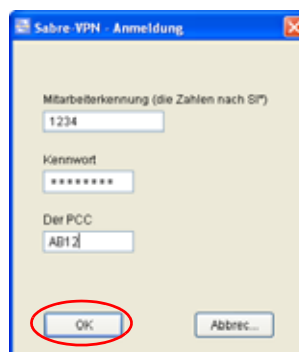 Sabre-VPN - Anmeldung
Mitarbeiterkennung (die Zahlen nach SI*)
1234
Kennwort
********
Der PCC
AB12
OK
Abbrec...